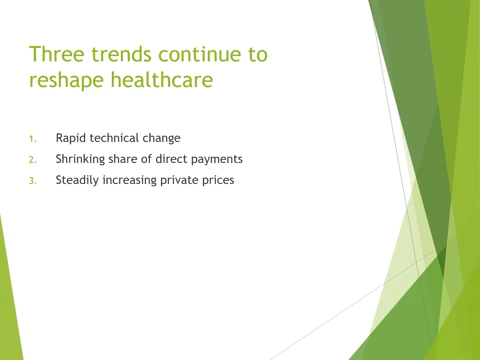 Three trends continue to
reshape healthcare
1. Rapid technical change
2. Shrinking share of direct payments
3. Steadily increasing private prices